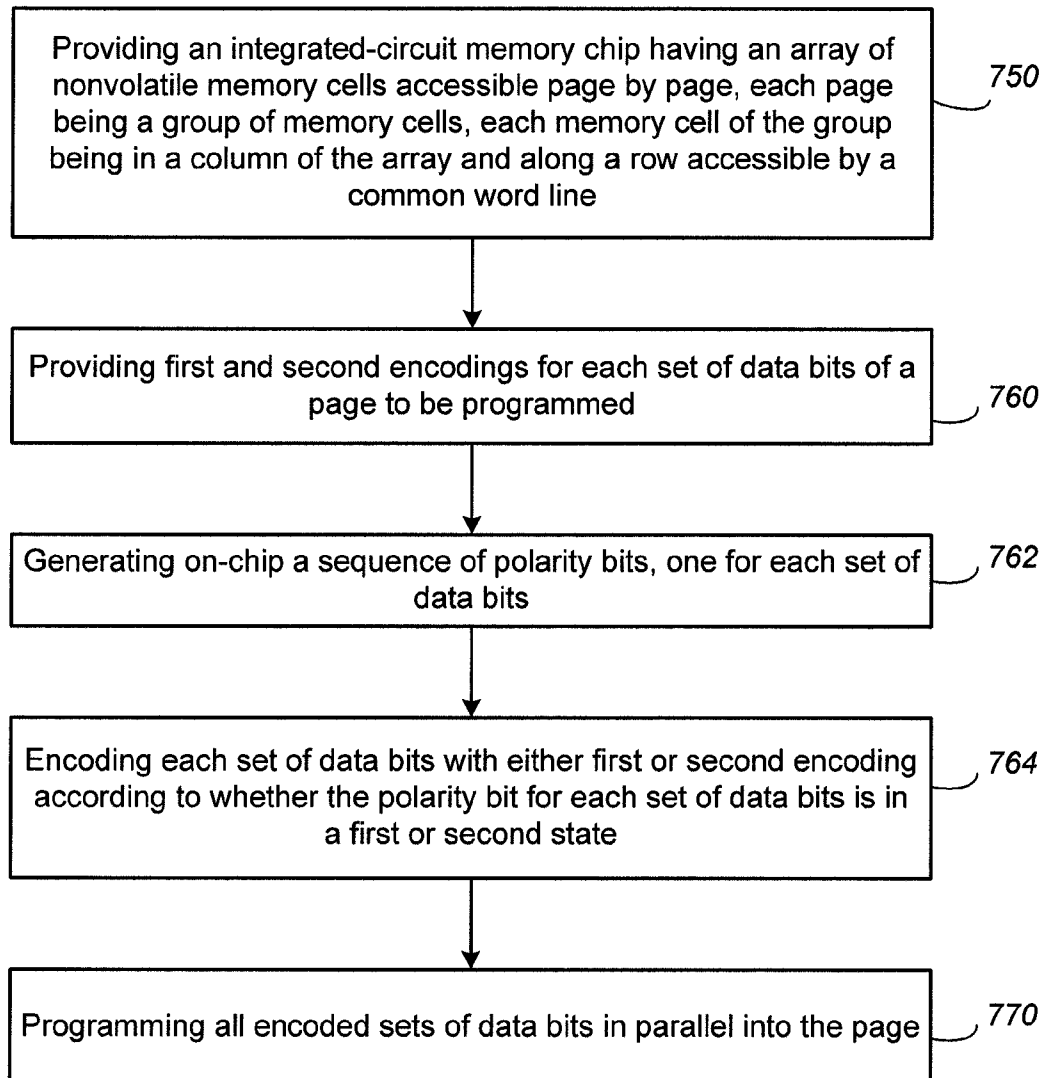 Providing an integrated-circuit memory chip having an array of
nonvolatile memory cells accessible page by page, each page
being a group of memory cells, each memory cell of the group
being in a column of the array and along a row accessible by a
common word line
750
Providing first and second encodings for each set of data bits of a
page to be programmed
760
Generating on-chip a sequence of polarity bits, one for each set of
data bits
762
Encoding each set of data bits with either first or second encoding
according to whether the polarity bit for each set of data bits is in
a first or second state
764
Programming all encoded sets of data bits in parallel into the page
770